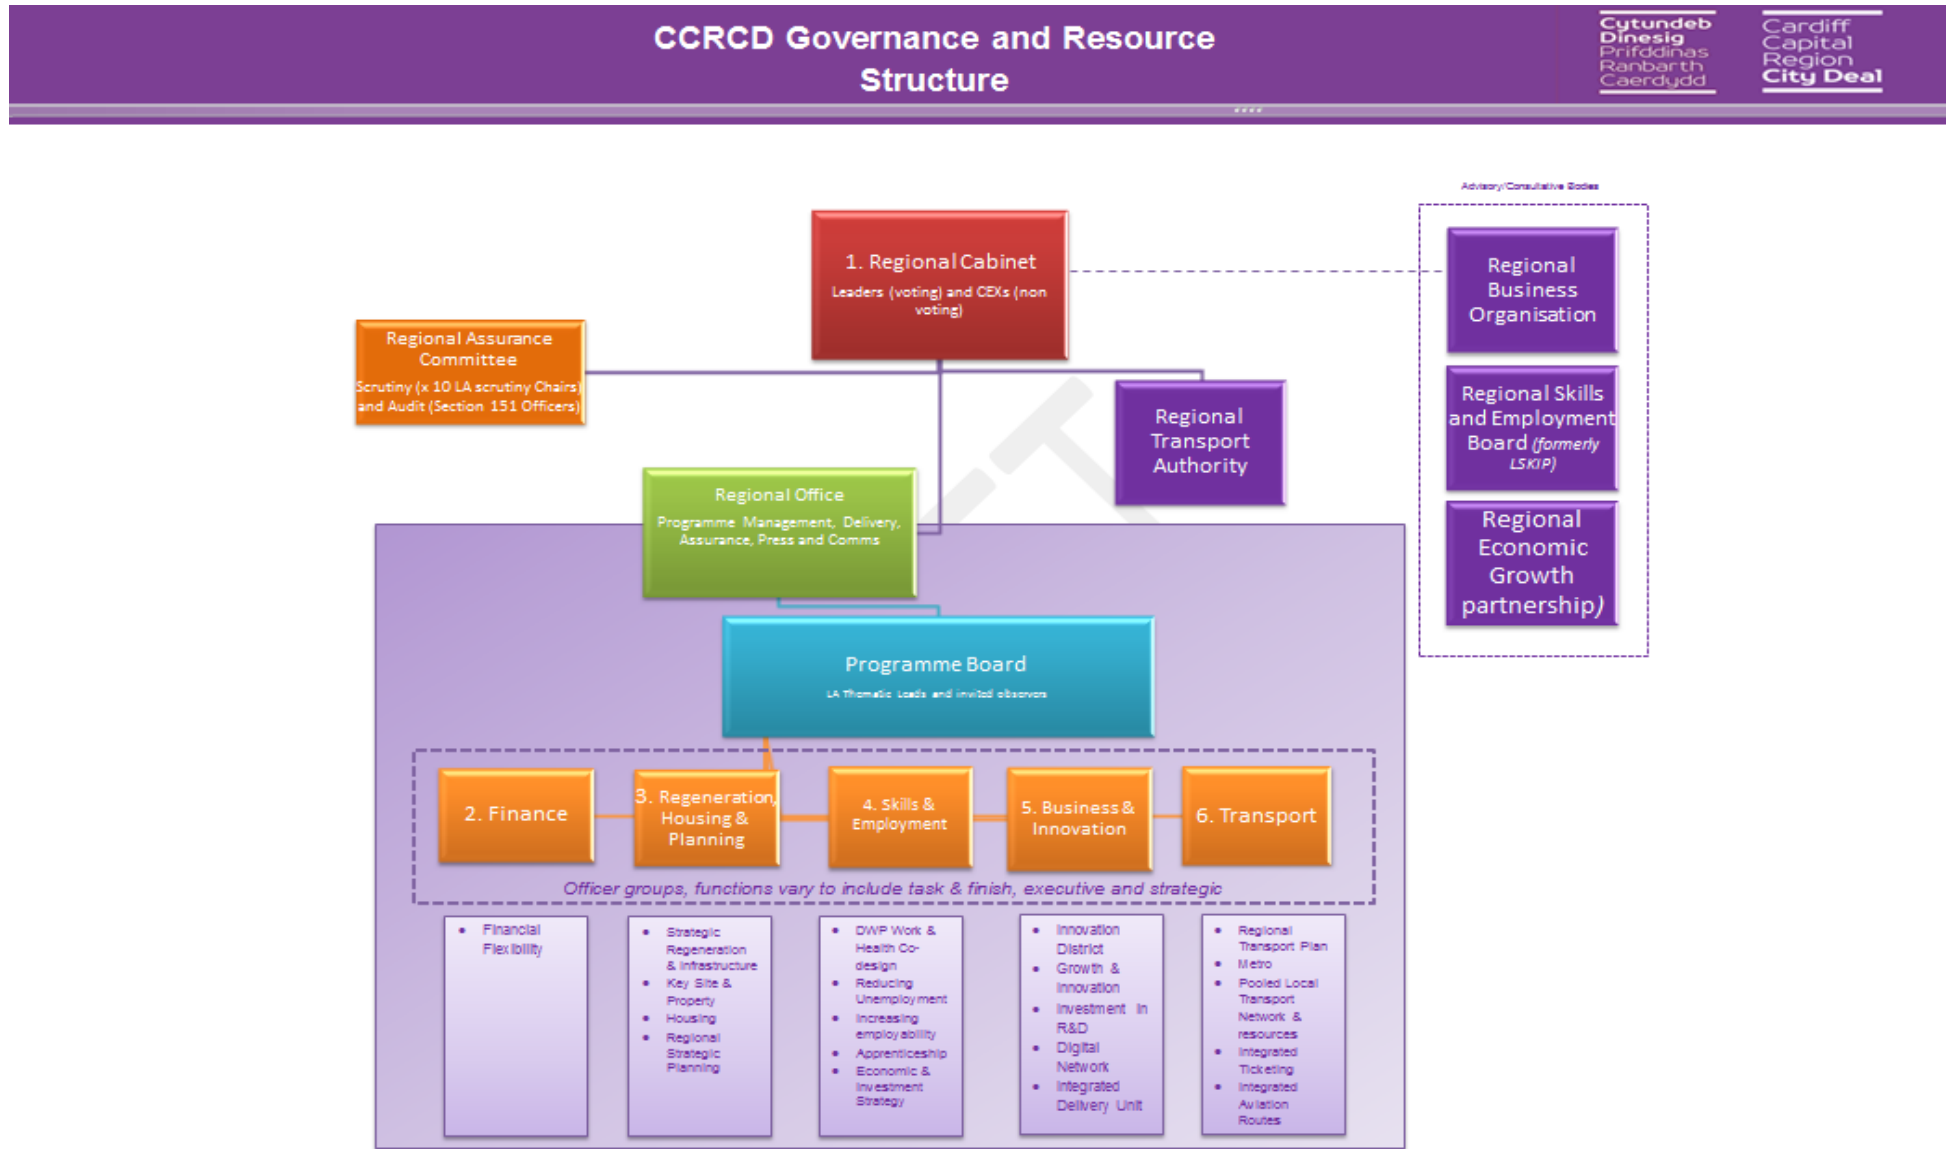 CCRCD Governance and Resource
Structure
Cytundeb
Dinesig
Prifddinas
Ranbarth
Caerdydd
Cardiff
Capital
Region
City Deal
Advisory/Consultative Bodies
1. Regional Cabinet
Leaders (voting) and CEXs (non
voting)
Regional
Business
Organisation
Regional Assurance
Committee
Scrutiny (x 10 LA scrutiny Chairs)
and Audit (Section 151 Officers)
Regional
Transport
Authority
Regional Skills
and Employment
Board (formerly
LSKIP)
Regional Office
Programme Management, Delivery,
Assurance, Press and Comms
Regional
Economic
Growth
partnership)
Programme Board
LA Thematic Leads and invited observers
2. Finance
3. Regeneration,
Housing &
Planning
4. Skills &
Employment
5. Business &
Innovation
6. Transport
Officer groups, functions vary to include task & finish, executive and strategic
• Financial
Flexibility
• Strategic
Regeneration
& Infrastructure
• Key Site &
Property
• Housing
• Regional
Strategic
Planning
• DWP Work &
Health Co-
design
• Reducing
Unemployment
• Increasing
employability
• Apprenticeship
• Economic &
Investment
Strategy
• Innovation
District
• Growth &
Innovation
• Investment in
R&D
• Digital
Network
• Integrated
Delivery Unit
• Regional
Transport Plan
• Metro
• Pooled Local
Transport
Network &
resources
• Integrated
Ticketing
• Integrated
Aviation
Routes